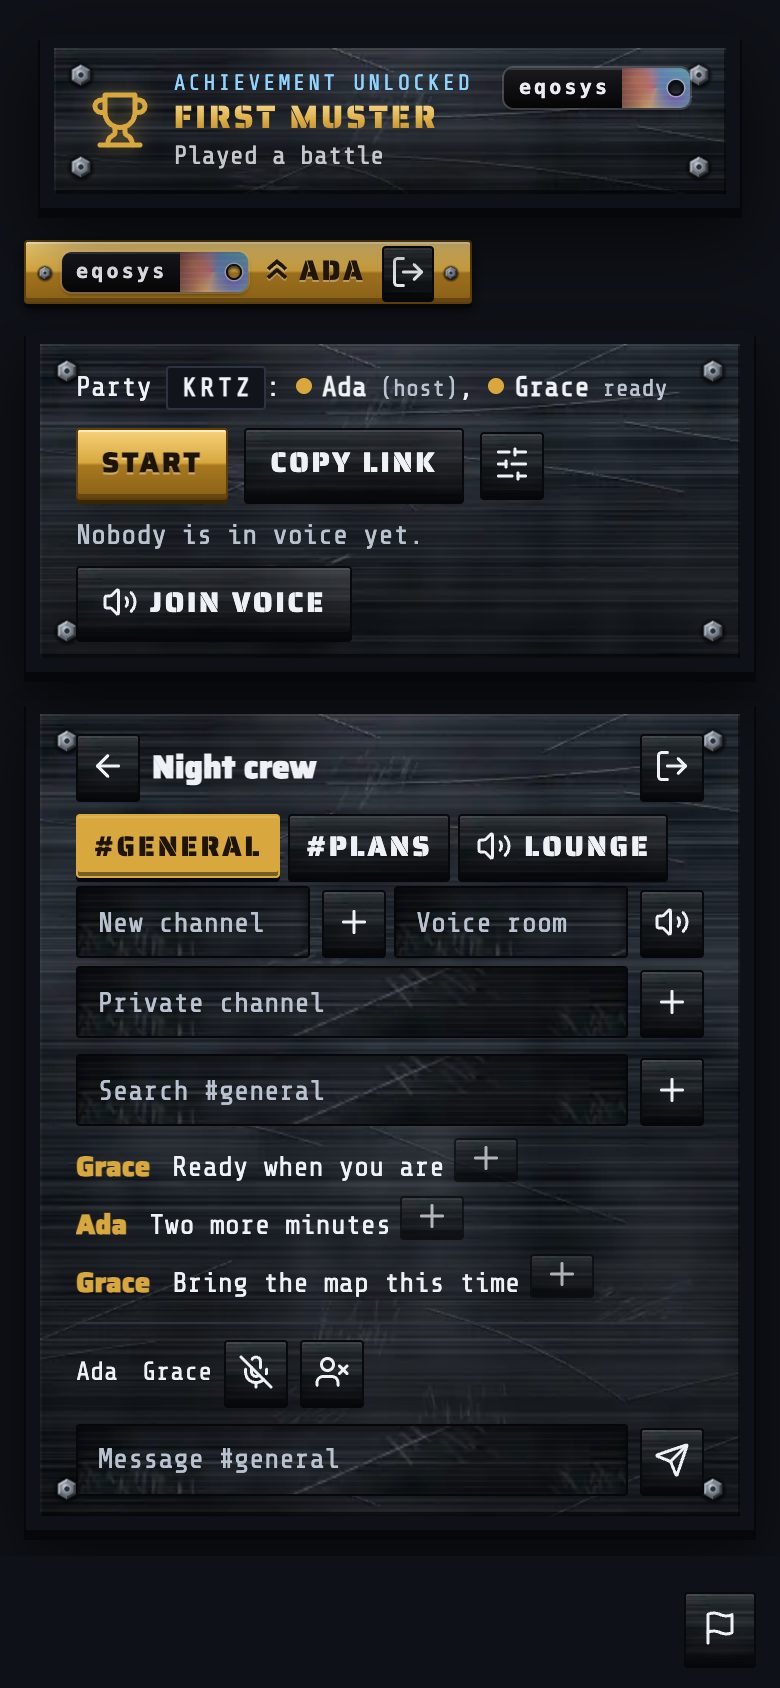 ACHIEVEMENT UNLOCKED
eqosys
FIRST MUSTER
Played a battle
eqosys ADA
Party KRTZ: Ada (host), Grace ready
START COPY LINK
Nobody is in voice yet.
JOIN VOICE
Night crew
#GENERAL #PLANS LOUNGE
New channel Voice room
Private channel
Search #general
Grace Ready when you are
Ada Two more minutes
Grace Bring the map this time
Ada Grace
Message #general